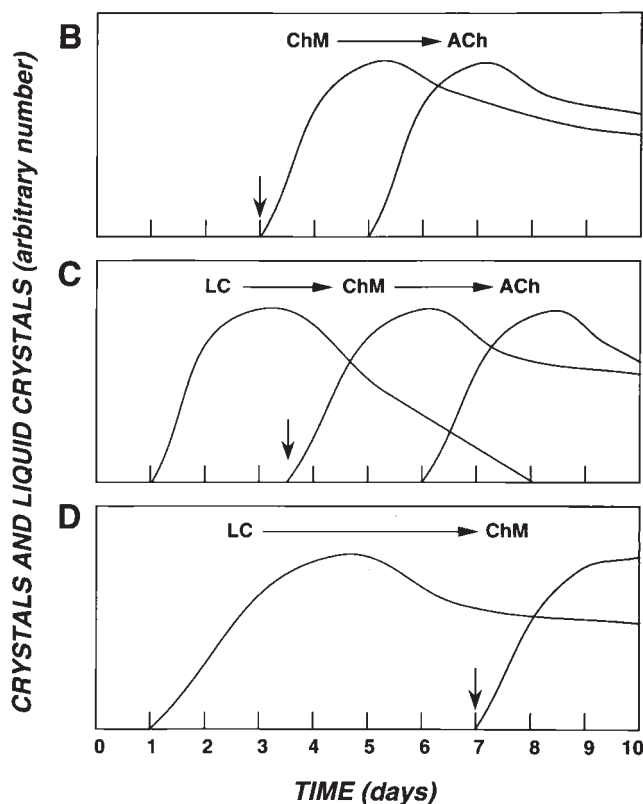 B
ChM ACh
C
LC ChM ACh
D
LC ChM
CRYSTALS AND LIQUID CRYSTALS (arbitrary number)
0 1 2 3 4 5 6 7 8 9 10
TIME (days)